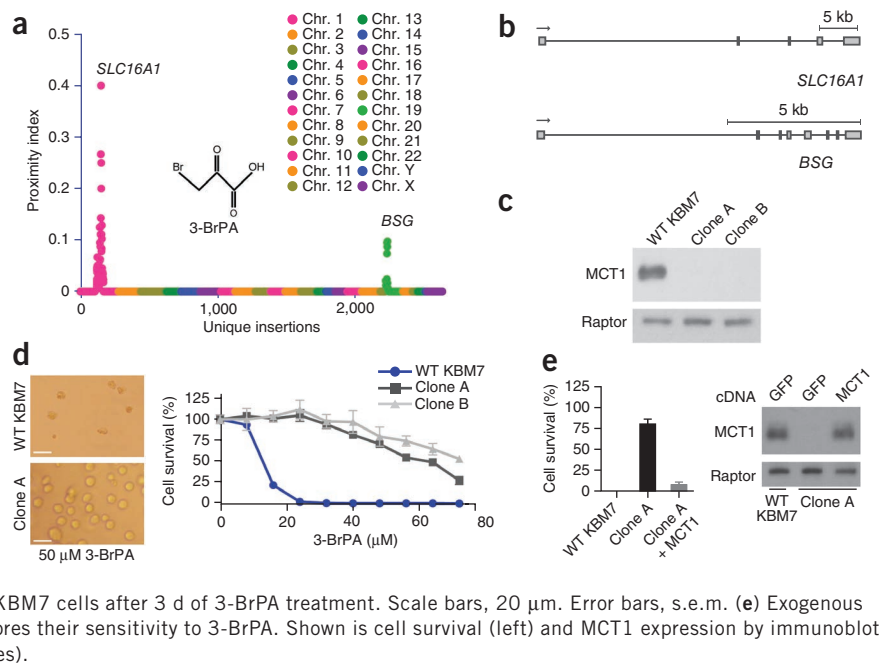 a
0.5
0.4
0.3
0.2
0.1
0
Proximity index
SLC16A1
BSG
0
1,000
2,000
Unique insertions
Br
O
OH
O
3-BrPA
Chr. 1
Chr. 2
Chr. 3
Chr. 4
Chr. 5
Chr. 6
Chr. 7
Chr. 8
Chr. 9
Chr. 10
Chr. 11
Chr. 12
Chr. 13
Chr. 14
Chr. 15
Chr. 16
Chr. 17
Chr. 18
Chr. 19
Chr. 20
Chr. 21
Chr. 22
Chr. Y
Chr. X
b
5 kb
SLC16A1
5 kb
BSG
c
WT KBM7
Clone A
Clone B
MCT1
Raptor
d
WT KBM7
Clone A
50 µM 3-BrPA
WT KBM7
Clone A
Clone B
125
100
75
50
25
0
Cell survival (%)
0
20
40
60
80
3-BrPA (µM)
e
125
100
75
50
25
0
Cell survival (%)
WT KBM7
Clone A
Clone A
+ MCT1
cDNA
GFP
GFP
MCT1
MCT1
Raptor
WT
KBM7
Clone A
KBM7 cells after 3 d of 3-BrPA treatment. Scale bars, 20 µm. Error bars, s.e.m. (e) Exogenous
ores their sensitivity to 3-BrPA. Shown is cell survival (left) and MCT1 expression by immunoblot
es).